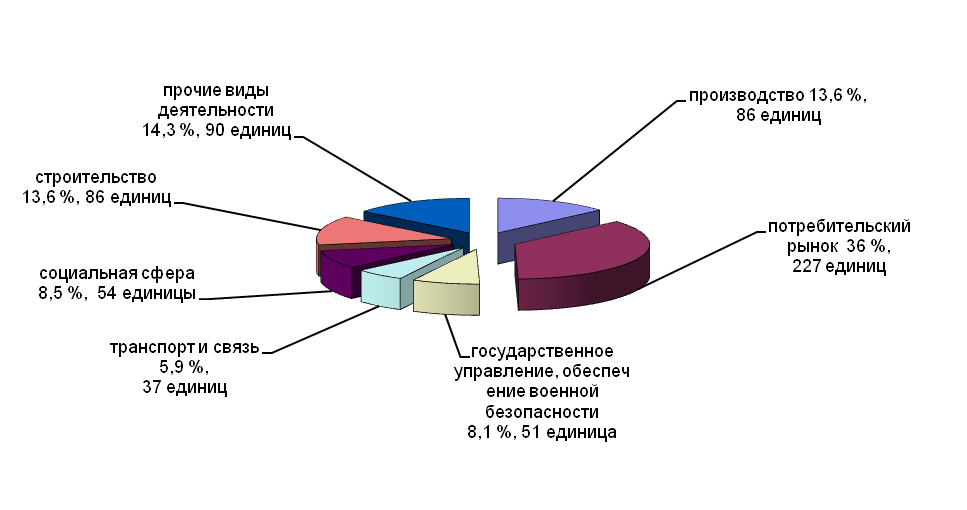 прочие виды
деятельности
14,3 %, 90 единиц
производство 13,6 %,
86 единиц
строительство
13,6 %, 86 единиц
потребительский
рынок 36 %,
227 единиц
социальная сфера
8,5 %, 54 единицы
транспорт и связь
5,9 %,
37 единиц
государственное
управление, обеспеч
ение военной
безопасности
8,1 %, 51 единица